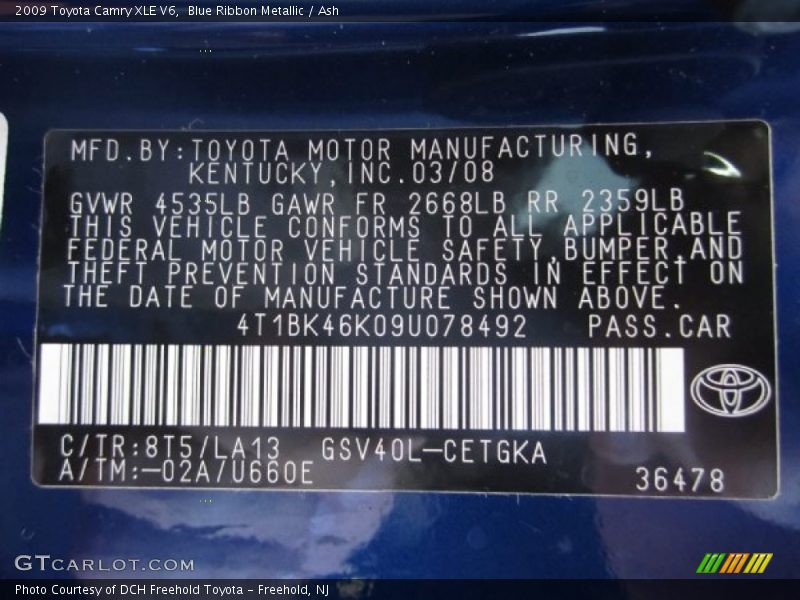 2009 Toyota Camry XLE V6,  Blue Ribbon Metallic / Ash
MFD.BY:TOYOTA MOTOR MANUFACTURING,
KENTUCKY,INC.03/08
GVWR 4535LB GAWR FR 2668LB RR 2359LB
THIS VEHICLE CONFORMS TO ALL APPLICABLE
FEDERAL MOTOR VEHICLE SAFETY,BUMPER,AND
THEFT PREVENTION STANDARDS IN EFFECT ON
THE DATE OF MANUFACTURE SHOWN ABOVE.
4T1BK46K09U078492 PASS.CAR
C/TR:8T5/LA13 GSV40L-CETGKA
A/TM:-02A/U660E
36478
GTCARLOT.COM
Photo Courtesy of DCH Freehold Toyota - Freehold, NJ